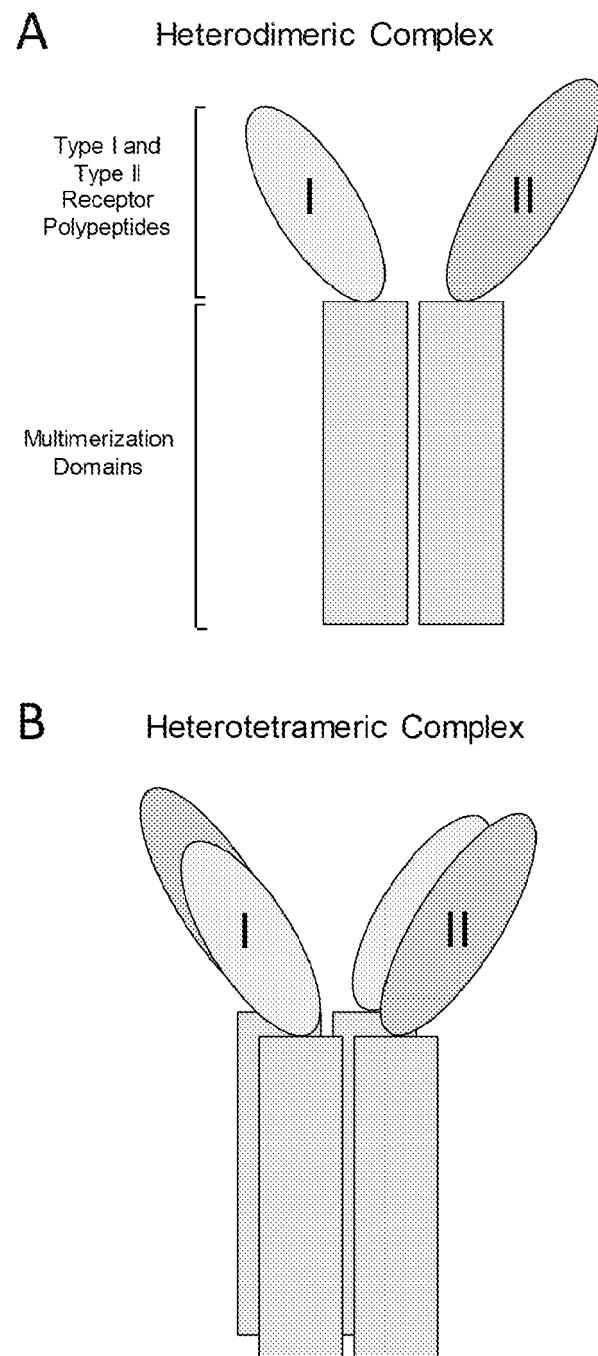 A
Heterodimeric Complex
Type I and
Type II
Receptor
Polypeptides
I
II
Multimerization
Domains
B
Heterotetrameric Complex
I
II